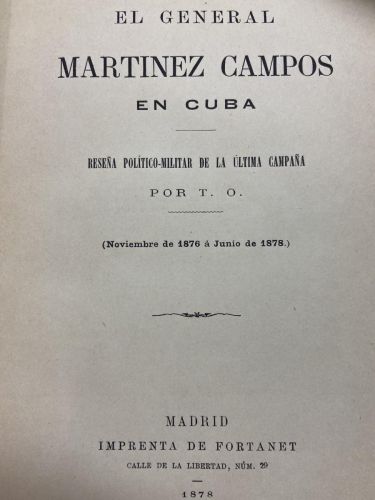 EL GENERAL
MARTINEZ CAMPOS
EN CUBA
RESEÑA POLÍTICO-MILITAR DE LA ÚLTIMA CAMPAÑA
POR T. O.
(Noviembre de 1876 á Junio de 1878.)
MADRID
IMPRENTA DE FORTANET
CALLE DE LA LIBERTAD, NÚM. 29
1878